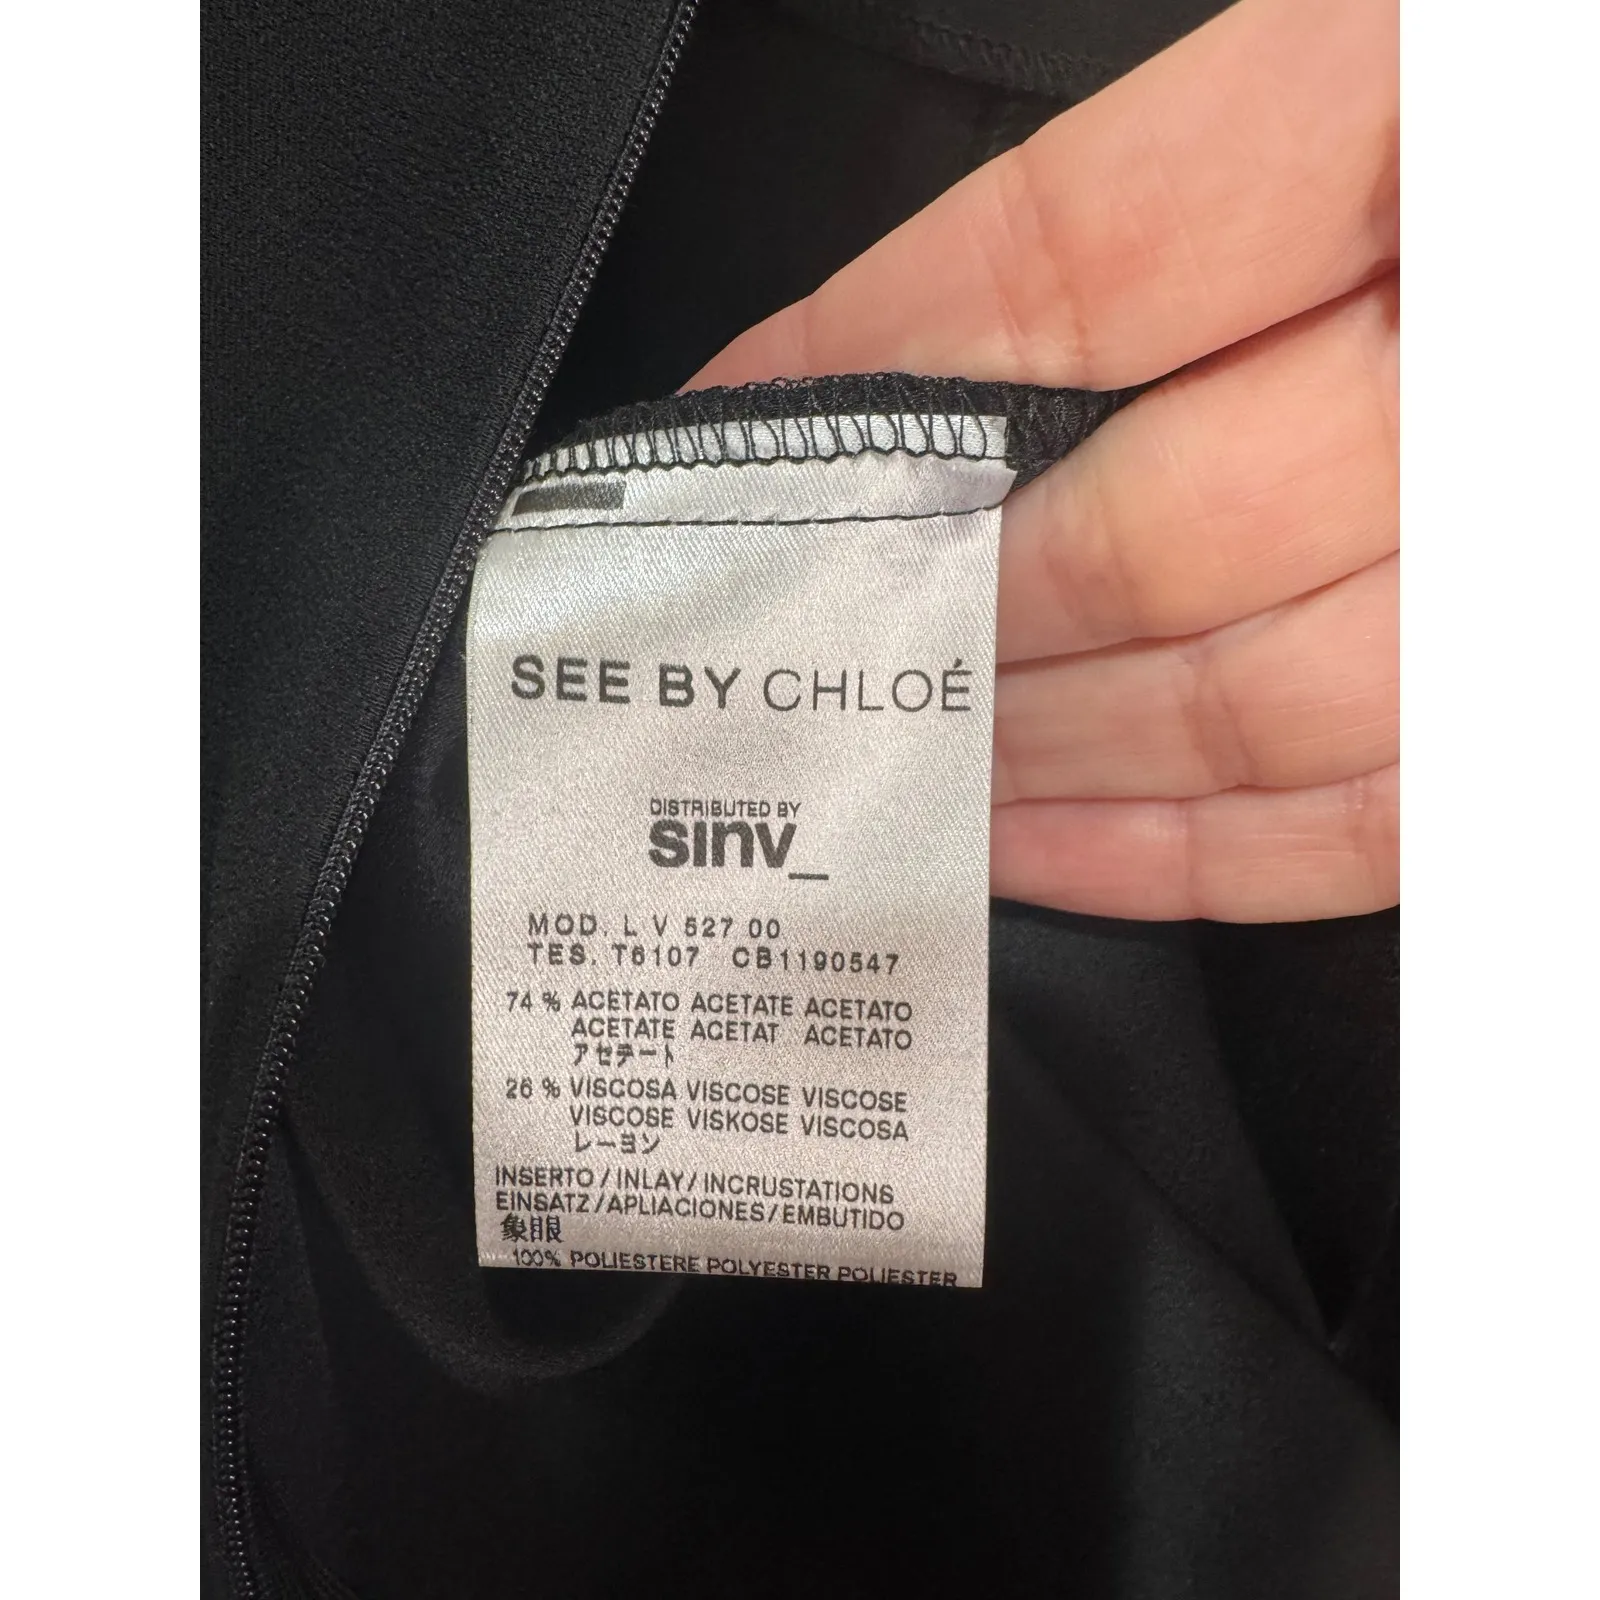 SEE BY CHLOÉ
DISTRIBUTED BY
sinv_
MOD. L V 527 00
TES. T6107 CB1190547
74 % ACETATO ACETATE ACETATO
ACETATE ACETAT ACETATO
アセテート
26 % VISCOSA VISCOSE VISCOSE
VISCOSE VISKOSE VISCOSA
レーヨン
INSERTO/INLAY/INCRUSTATIONS
EINSATZ/APLIACIONES/EMBUTIDO
象眼
100% POLIESTERE POLYESTER POLIESTER